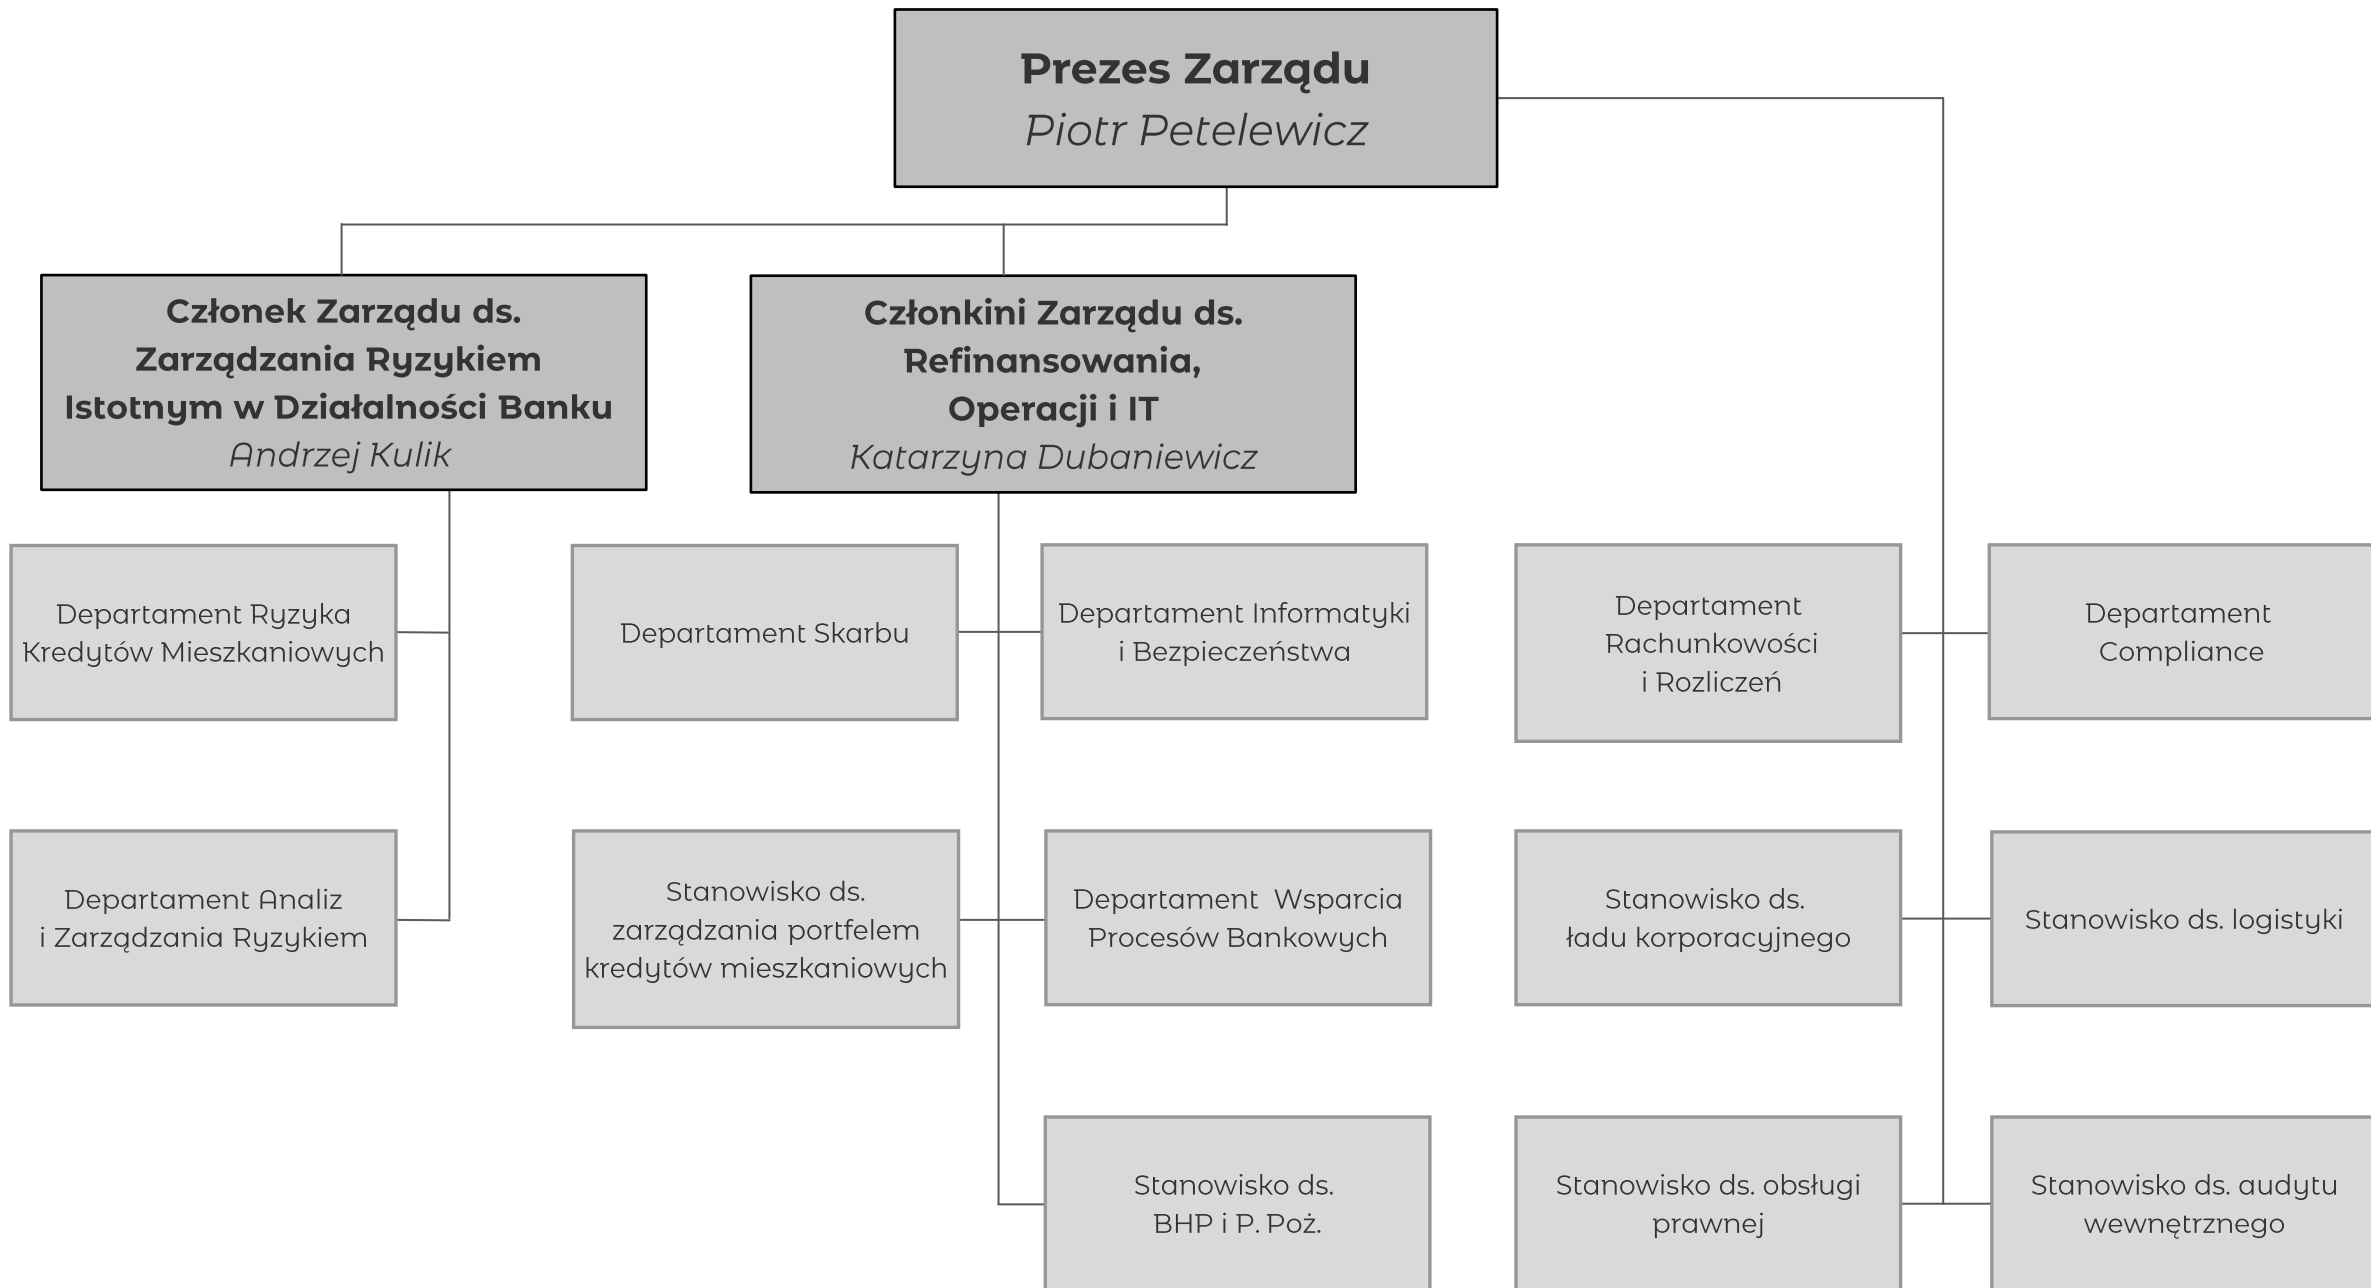 Prezes Zarządu
Piotr Petelewicz
Członek Zarządu ds.
Zarządzania Ryzykiem
Istotnym w Działalności Banku
Andrzej Kulik
Członkini Zarządu ds.
Refinansowania,
Operacji i IT
Katarzyna Dubaniewicz
Departament Ryzyka
Kredytów Mieszkaniowych
Departament Skarbu
Departament Informatyki
i Bezpieczeństwa
Departament
Rachunkowości
i Rozliczeń
Departament
Compliance
Departament Analiz
i Zarządzania Ryzykiem
Stanowisko ds.
zarządzania portfelem
kredytów mieszkaniowych
Departament  Wsparcia
Procesów Bankowych
Stanowisko ds.
ładu korporacyjnego
Stanowisko ds. logistyki
Stanowisko ds.
BHP i P. Poż.
Stanowisko ds. obsługi
prawnej
Stanowisko ds. audytu
wewnętrznego